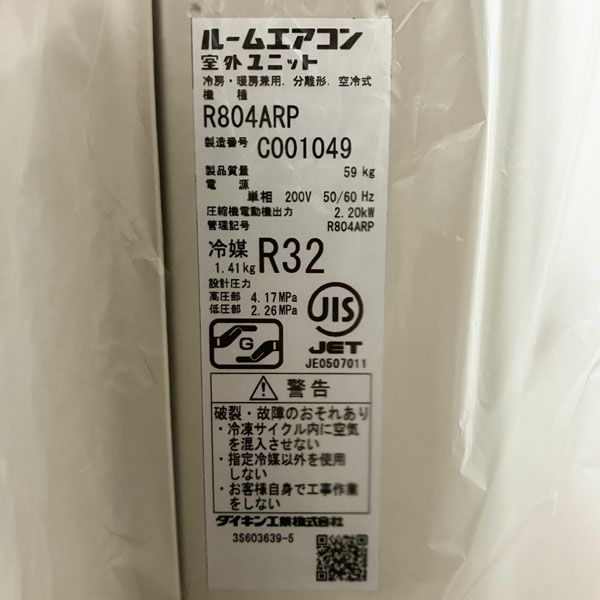 ルームエアコン
室外ユニット
冷房・暖房兼用、分離形、空冷式
機 種
R804ARP
製造番号 C001049
製品質量 59 kg
電 源
単相 200V 50/60 Hz
圧縮機電動機出力 2.20kW
管理記号 R804ARP
冷媒 R32
1.41kg
設計圧力
高圧部 4.17MPa
低圧部 2.26MPa
JIS
G
JET
JE0507011
警告
破裂・故障のおそれあり
・冷凍サイクル内に空気
を混入させない
・指定冷媒以外を使用
しない
・お客様自身で工事作業
をしない
ダイキン工業株式会社
3S603639-5